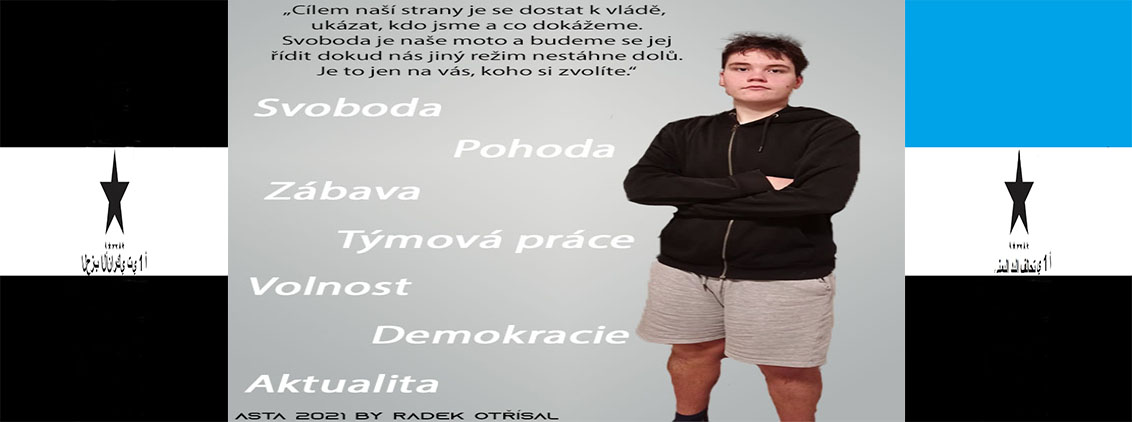 „Cílem naší strany je se dostat k vládě,
ukázat, kdo jsme a co dokážeme.
Svoboda je naše moto a budeme se jej
řídit dokud nás jiný režim nestáhne dolů.
Je to jen na vás, koho si zvolíte.“
Svoboda
Pohoda
Zábava
Týmová práce
Volnost
Demokracie
Aktualita
ASTA 2021 BY RADEK OTŘÍSAL